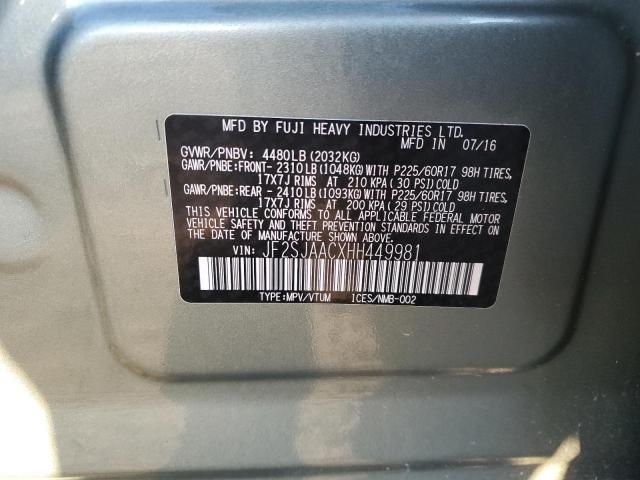 MFD BY FUJI HEAVY INDUSTRIES LTD.
MFD IN 07/16
GVWR/PNBV: 4480LB (2032KG)
GAWR/PNBE:FRONT- 2310LB (1048KG) WITH P225/60R17 98H TIRES,
17X7J RIMS AT 210 KPA (30 PSI) COLD
GAWR/PNBE:REAR - 2410LB (1093KG) WITH P225/60R17 98H TIRES,
17X7J RIMS AT 200 KPA (29 PSI) COLD
THIS VEHICLE CONFORMS TO ALL APPLICABLE FEDERAL MOTOR
VEHICLE SAFETY AND BUMPER STANDARDS IN EFFECT ON
THE DATE OF MANUFACTURE SHOWN ABOVE.
VIN: JF2SJAACXHH449981
TYPE:MPV/VTUM ICES/NMB-002